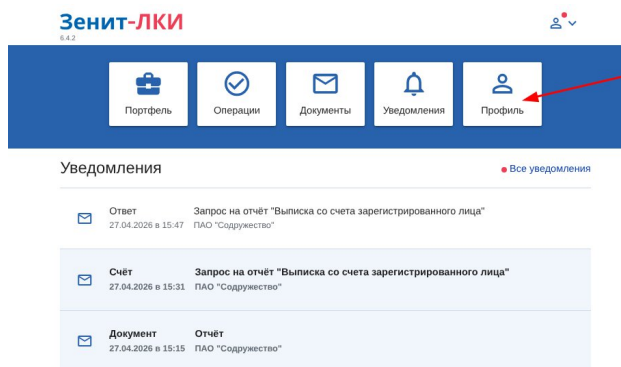 Зенит-ЛКИ
6.4.2
Портфель
Операции
Документы
Уведомления
Профиль
Уведомления
Все уведомления
Ответ Запрос на отчёт "Выписка со счета зарегистрированного лица"
27.04.2026 в 15:47 ПАО "Содружество"
Счёт Запрос на отчёт "Выписка со счета зарегистрированного лица"
27.04.2026 в 15:31 ПАО "Содружество"
Документ Отчёт
27.04.2026 в 15:15 ПАО "Содружество"